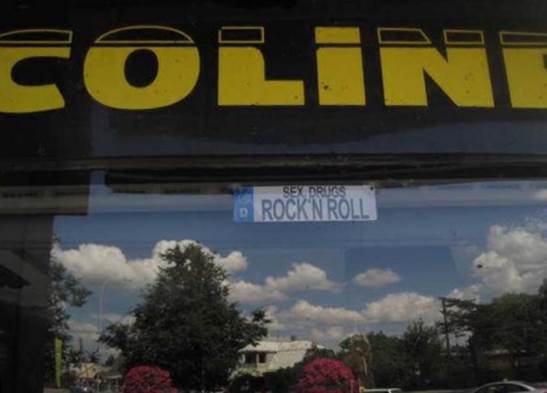 COLINE
D
SEX, DRUGS
ROCK'N ROLL